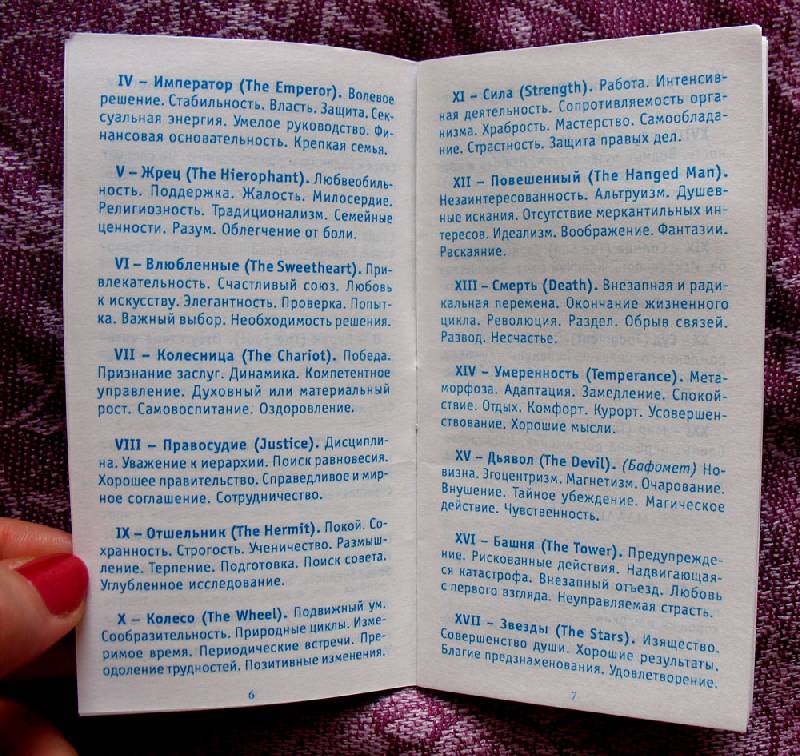 IV – Император (The Emperor). Волевое
решение. Стабильность. Власть. Защита. Сек-
суальная энергия. Умелое руководство. Фи-
нансовая основательность. Крепкая семья.
V – Жрец (The Hierophant). Любвеобиль-
ность. Поддержка. Жалость. Милосердие.
Религиозность. Традиционализм. Семейные
ценности. Разум. Облегчение от боли.
VI – Влюбленные (The Sweetheart). При-
влекательность. Счастливый союз. Любовь
к искусству. Элегантность. Проверка. Попыт-
ка. Важный выбор. Необходимость решения.
VII – Колесница (The Chariot). Победа.
Признание заслуг. Динамика. Компетентное
управление. Духовный или материальный
рост. Самовоспитание. Оздоровление.
VIII – Правосудие (Justice). Дисципли-
на. Уважение к иерархии. Поиск равновесия.
Хорошее правительство. Справедливое и мир-
ное соглашение. Сотрудничество.
IX – Отшельник (The Hermit). Покой. Со-
хранность. Строгость. Ученичество. Размыш-
ление. Терпение. Подготовка. Поиск совета.
Углубленное исследование.
X – Колесо (The Wheel). Подвижный ум.
Сообразительность. Природные циклы. Изме-
римое время. Периодические встречи. Пре-
одоление трудностей. Позитивные изменения.
6
XI – Сила (Strength). Работа. Интенсив-
ная деятельность. Сопротивляемость орга-
низма. Храбрость. Мастерство. Самооблада-
ние. Страстность. Защита правых дел.
XII – Повешенный (The Hanged Man).
Незаинтересованность. Альтруизм. Душев-
ные искания. Отсутствие меркантильных ин-
тересов. Идеализм. Воображение. Фантазии.
Раскаяние.
XIII – Смерть (Death). Внезапная и ради-
кальная перемена. Окончание жизненного
цикла. Революция. Раздел. Обрыв связей.
Развод. Несчастье.
XIV – Умеренность (Temperance). Мета-
морфоза. Адаптация. Замедление. Спокой-
ствие. Отдых. Комфорт. Курорт. Усовершен-
ствование. Хорошие мысли.
XV – Дьявол (The Devil). (Бафомет) Но-
визна. Эгоцентризм. Магнетизм. Очарование.
Внушение. Тайное убеждение. Магическое
действие. Чувственность.
XVI – Башня (The Tower). Предупрежде-
ние. Рискованные действия. Надвигающая-
ся катастрофа. Внезапный отъезд. Любовь
с первого взгляда. Неуправляемая страсть.
XVII – Звезды (The Stars). Изящество.
Совершенство души. Хорошие результаты.
Благие предзнаменования. Удовлетворение.
7